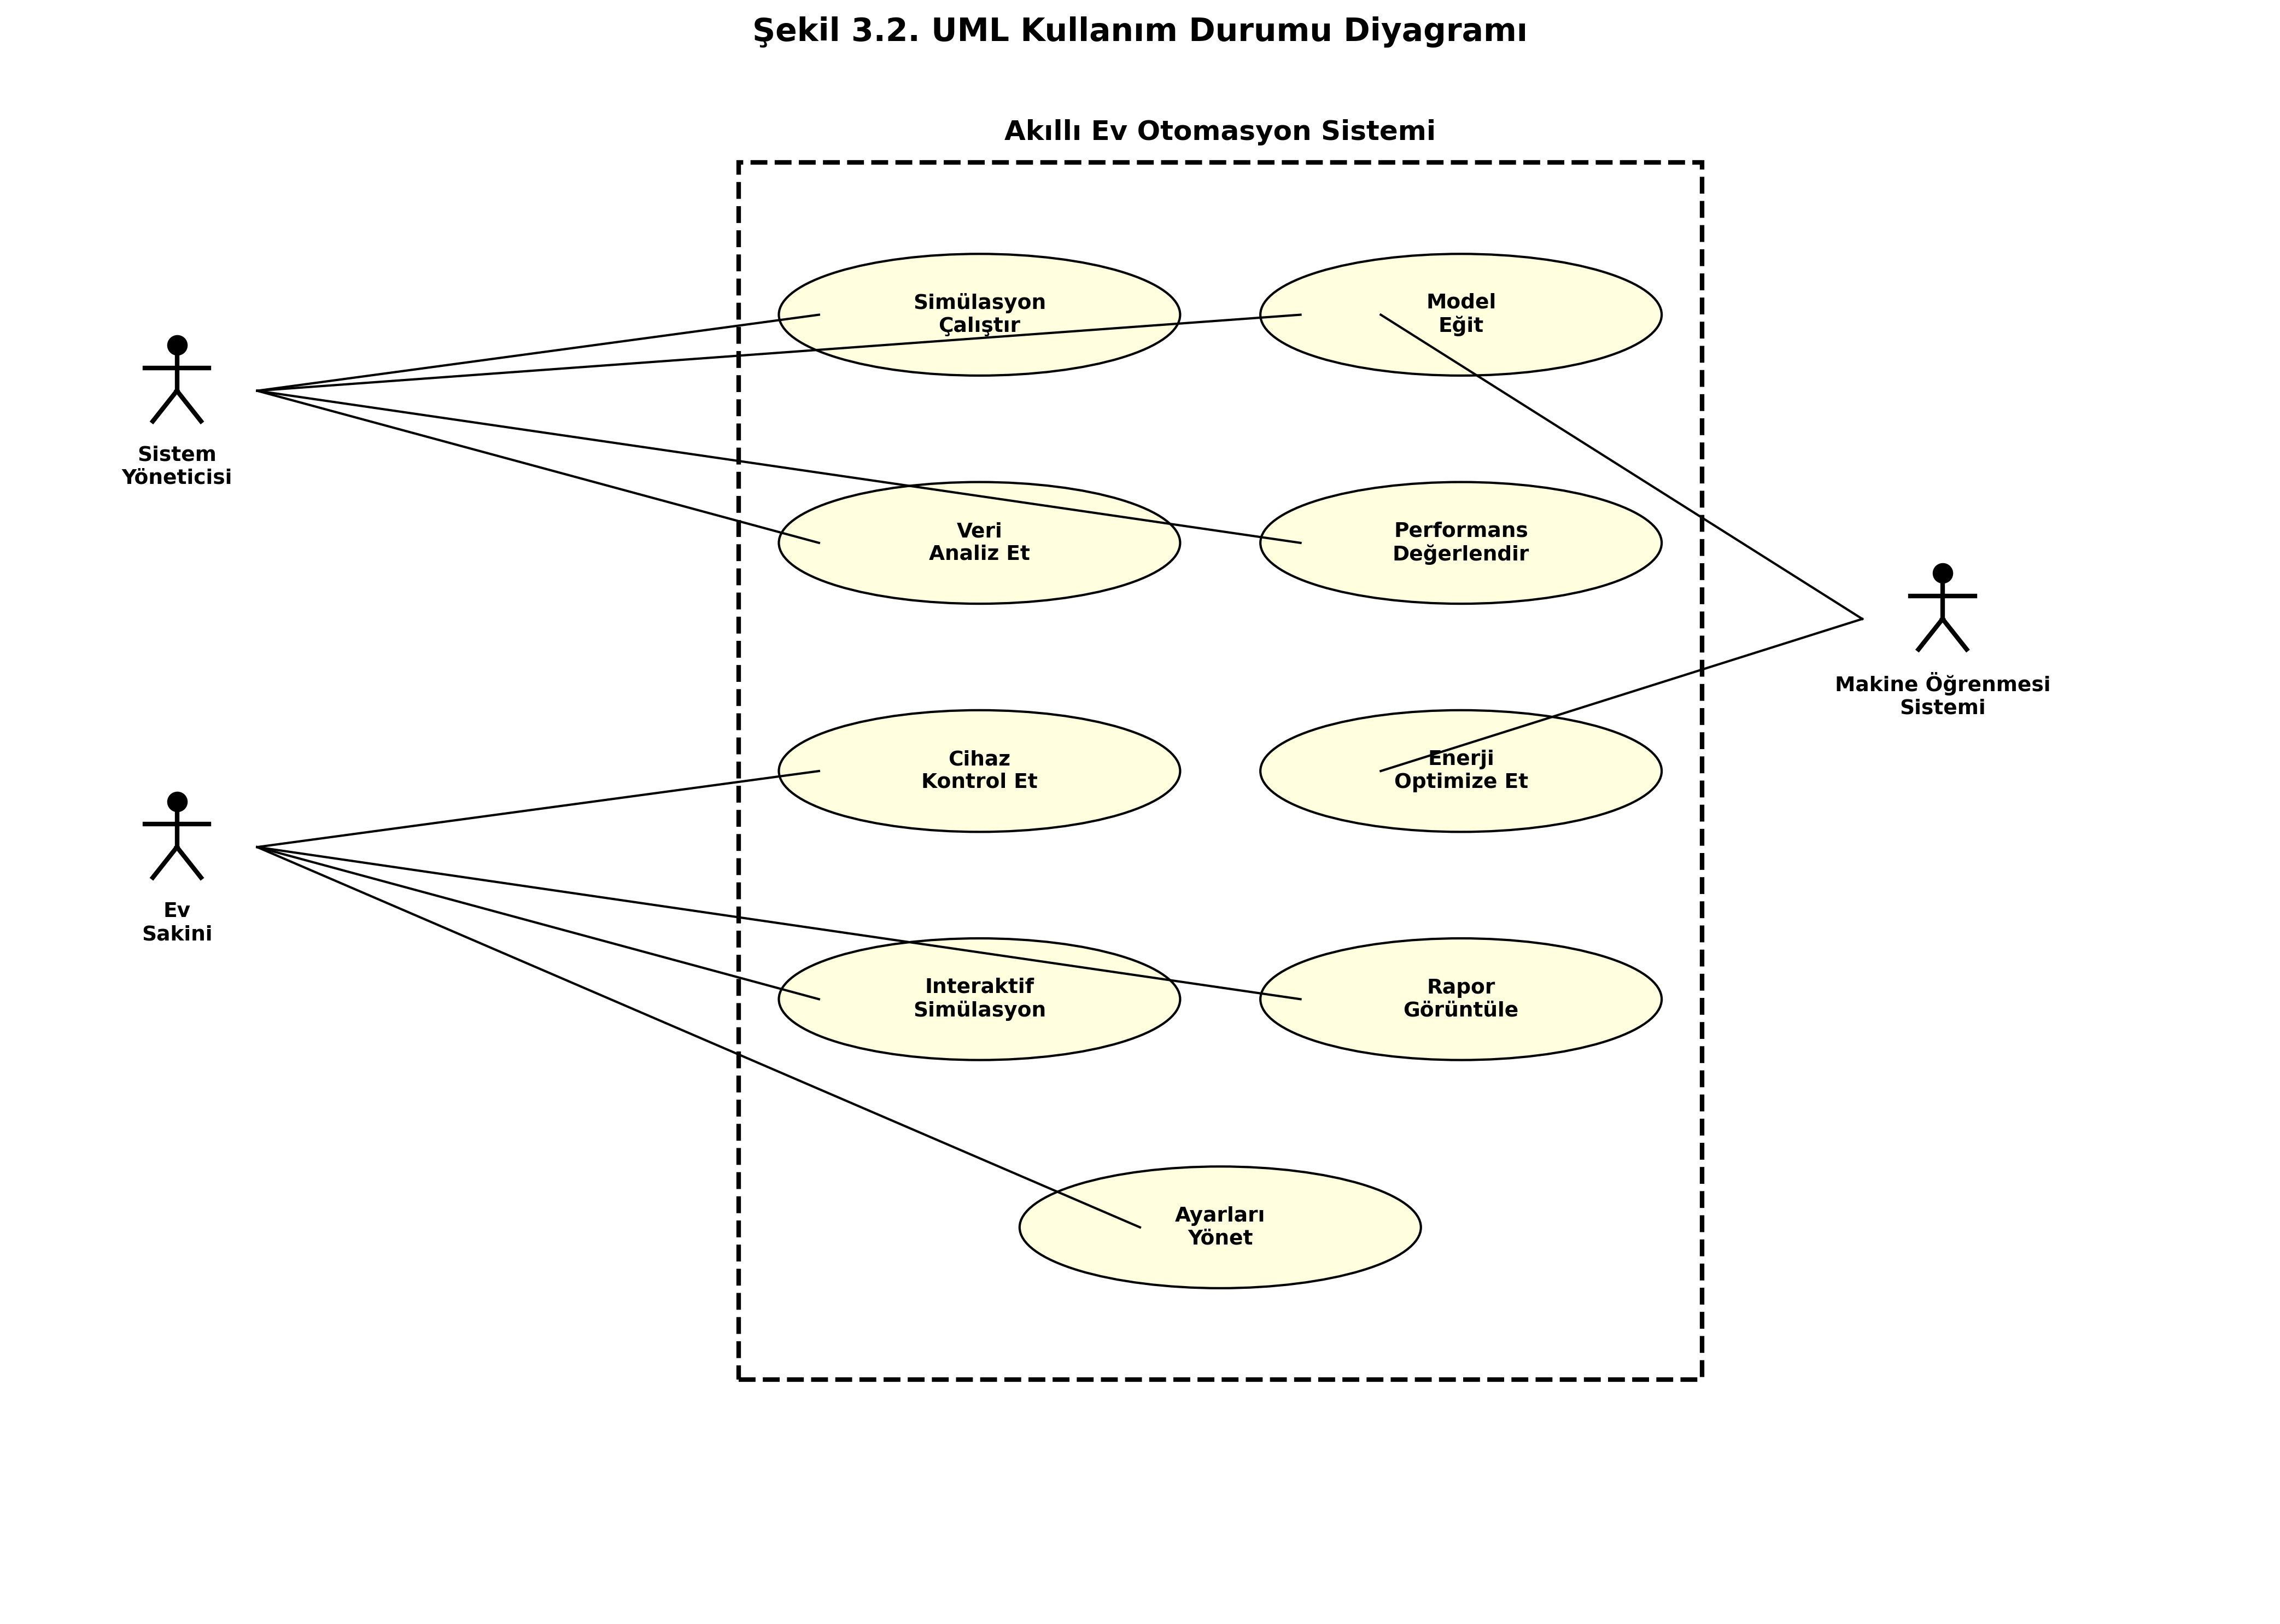 Şekil 3.2. UML Kullanım Durumu Diyagramı
Akıllı Ev Otomasyon Sistemi
Simülasyon
Çalıştır
Model
Eğit
Sistem
Yöneticisi
Veri
Analiz Et
Performans
Değerlendir
Makine Öğrenmesi
Sistemi
Cihaz
Kontrol Et
Enerji
Optimize Et
Ev
Sakini
Interaktif
Simülasyon
Rapor
Görüntüle
Ayarları
Yönet